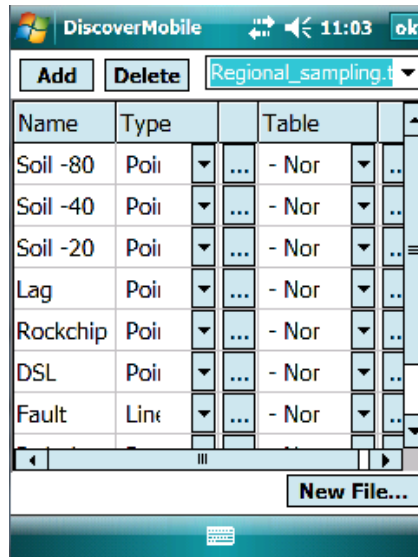 DiscoverMobile 11:03 ok
Add Delete Regional_sampling.t
Name Type Table
Soil -80 Poi ... - Nor ..
Soil -40 Poi ... - Nor ..
Soil -20 Poi ... - Nor ..
Lag Poi ... - Nor ..
Rockchip Poi ... - Nor ..
DSL Poi ... - Nor ..
Fault Line ... - Nor ..
New File...